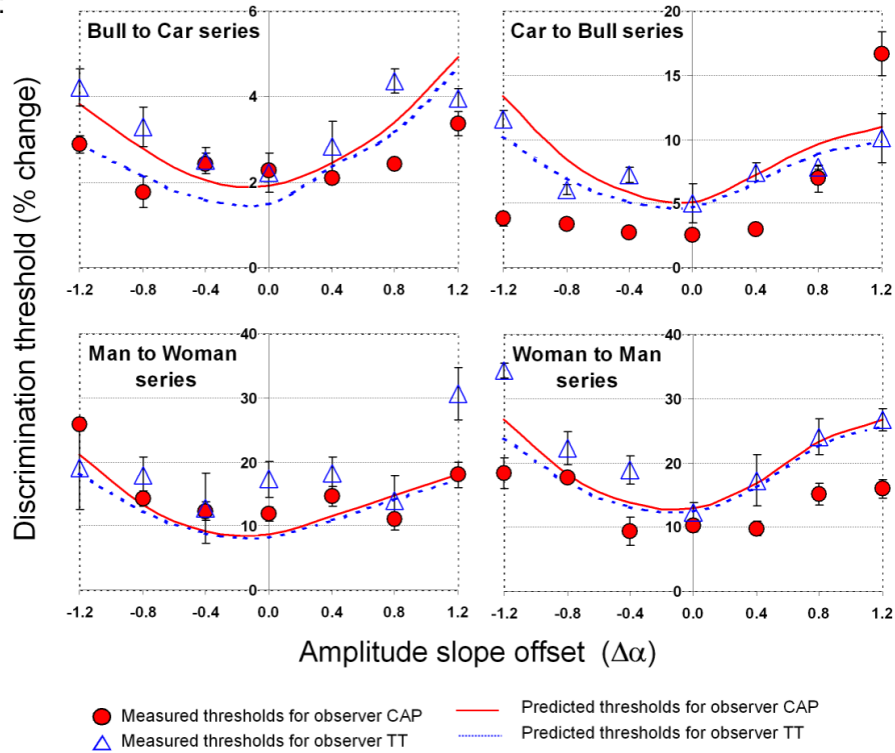 Discrimination threshold (% change)
Bull to Car series
6
4
2
0
-1.2 -0.8 -0.4 0.0 0.4 0.8 1.2
Car to Bull series
20
15
10
5
0
-1.2 -0.8 -0.4 0.0 0.4 0.8 1.2
Man to Woman
series
40
30
20
10
0
-1.2 -0.8 -0.4 0.0 0.4 0.8 1.2
Woman to Man
series
40
30
20
10
0
-1.2 -0.8 -0.4 0.0 0.4 0.8 1.2
Amplitude slope offset (Δα)
Measured thresholds for observer CAP
Measured thresholds for observer TT
Predicted thresholds for observer CAP
Predicted thresholds for observer TT